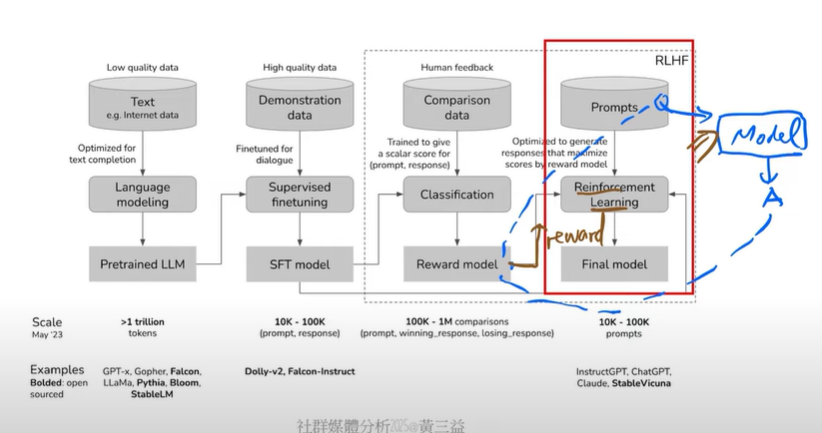 RLHF
Low quality data
High quality data
Human feedback
Text
e.g. Internet data
Demonstration
data
Comparison
data
Prompts
Q
Model
A
Optimized for
text completion
Finetuned for
dialogue
Trained to give
a scalar score for
(prompt, response)
Optimized to generate
responses that maximize
scores by reward model
Language
modeling
Supervised
finetuning
Classification
Reinforcement
Learning
reward
Pretrained LLM
SFT model
Reward model
Final model
Scale
May '23
>1 trillion
tokens
10K - 100K
(prompt, response)
100K - 1M comparisons
(prompt, winning_response, losing_response)
10K - 100K
prompts
Examples
Bolded: open
sourced
GPT-x, Gopher, Falcon,
LLaMa, Pythia, Bloom,
StableLM
Dolly-v2, Falcon-Instruct
InstructGPT, ChatGPT,
Claude, StableVicuna
社群媒體分析2025@黃三益